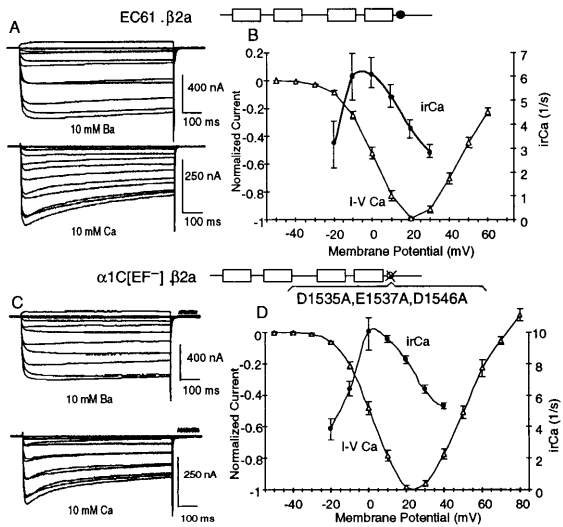 EC61 .β2a
A
400 nA
100 ms
10 mM Ba
250 nA
100 ms
10 mM Ca
B
0.2
0
-0.2
-0.4
-0.6
-0.8
-1
Normalized Current
irCa
I-V Ca
7
6
5
4
3
2
1
0
irCa (1/s)
-40 -20 0 20 40 60
Membrane Potential (mV)
α1C[EF⁻] .β2a
D1535A,E1537A,D1546A
C
400 nA
100 ms
10 mM Ba
250 nA
100 ms
10 mM Ca
D
0
-0.2
-0.4
-0.6
-0.8
-1
Normalized Current
irCa
I-V Ca
10
8
6
4
2
0
irCa (1/s)
-40 -20 0 20 40 60 80
Membrane Potential (mV)